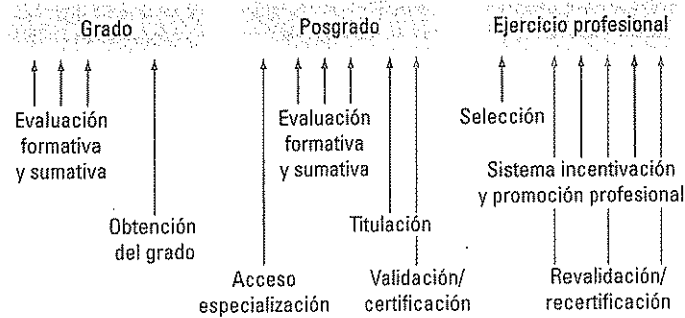 Grado
Posgrado
Ejercicio profesional
Evaluación
formativa
y sumativa
Obtención
del grado
Evaluación
formativa
y sumativa
Titulación
Acceso
especialización
Validación/
certificación
Selección
Sistema incentivación
y promoción profesional
Revalidación/
recertificación